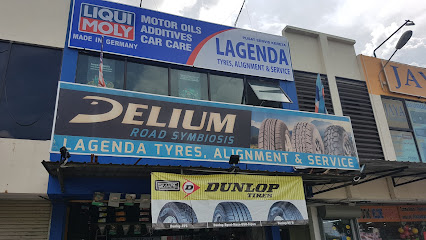 LIQUI
MOLY
MADE IN GERMANY
MOTOR OILS
ADDITIVES
CAR CARE
LAGENDA
TYRES, ALIGNMENT & SERVICE
DELIUM
ROAD SYMBIOSIS
LAGENDA TYRES, ALIGNMENT & SERVICE
DUNLOP
TIRES
JAY